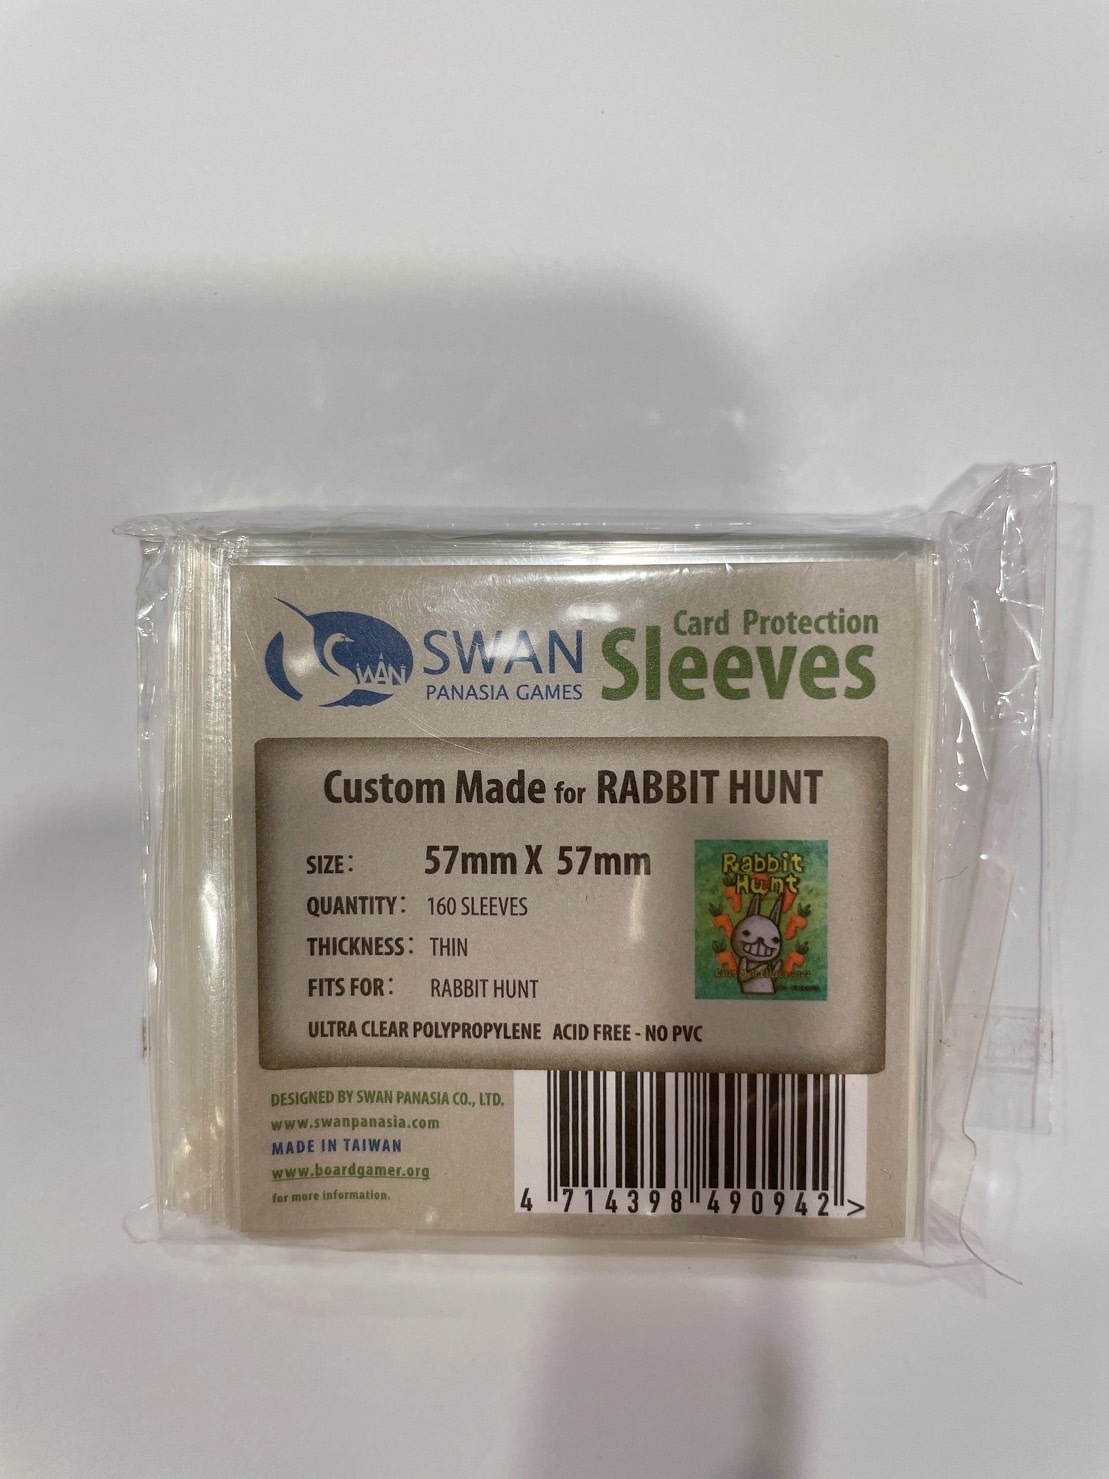 SWAN
SWAN
PANASIA GAMES
Card Protection
Sleeves
Custom Made for RABBIT HUNT
SIZE: 57mm X 57mm
QUANTITY: 160 SLEEVES
THICKNESS: THIN
FITS FOR: RABBIT HUNT
Rabbit
Hunt
ULTRA CLEAR POLYPROPYLENE ACID FREE - NO PVC
DESIGNED BY SWAN PANASIA CO., LTD.
www.swanpanasia.com
MADE IN TAIWAN
www.boardgamer.org
for more information.
4 714398 490942 >